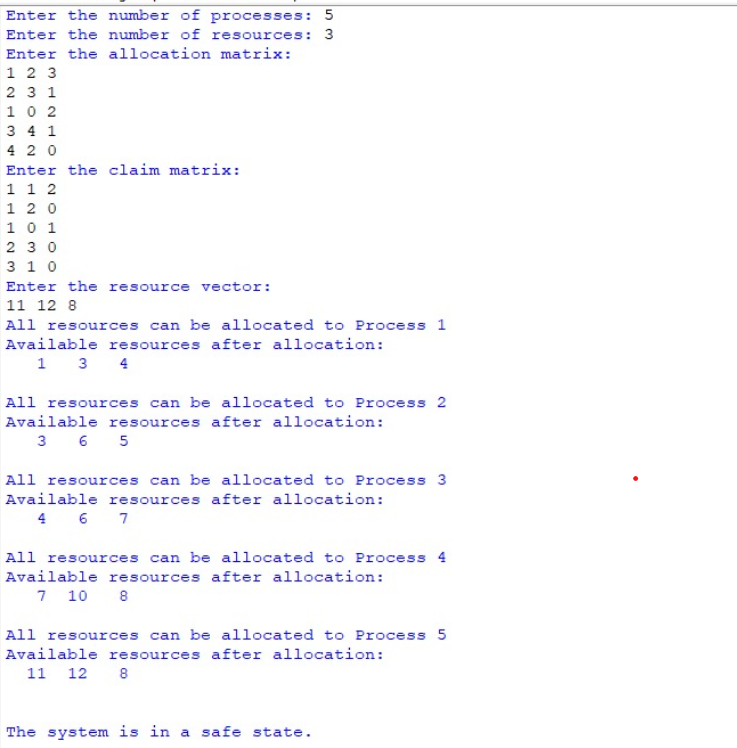 Enter the number of processes: 5
Enter the number of resources: 3
Enter the allocation matrix:
1 2 3
2 3 1
1 0 2
3 4 1
4 2 0
Enter the claim matrix:
1 1 2
1 2 0
1 0 1
2 3 0
3 1 0
Enter the resource vector:
11 12 8
All resources can be allocated to Process 1
Available resources after allocation:
1 3 4
All resources can be allocated to Process 2
Available resources after allocation:
3 6 5
All resources can be allocated to Process 3
Available resources after allocation:
4 6 7
All resources can be allocated to Process 4
Available resources after allocation:
7 10 8
All resources can be allocated to Process 5
Available resources after allocation:
11 12 8
The system is in a safe state.